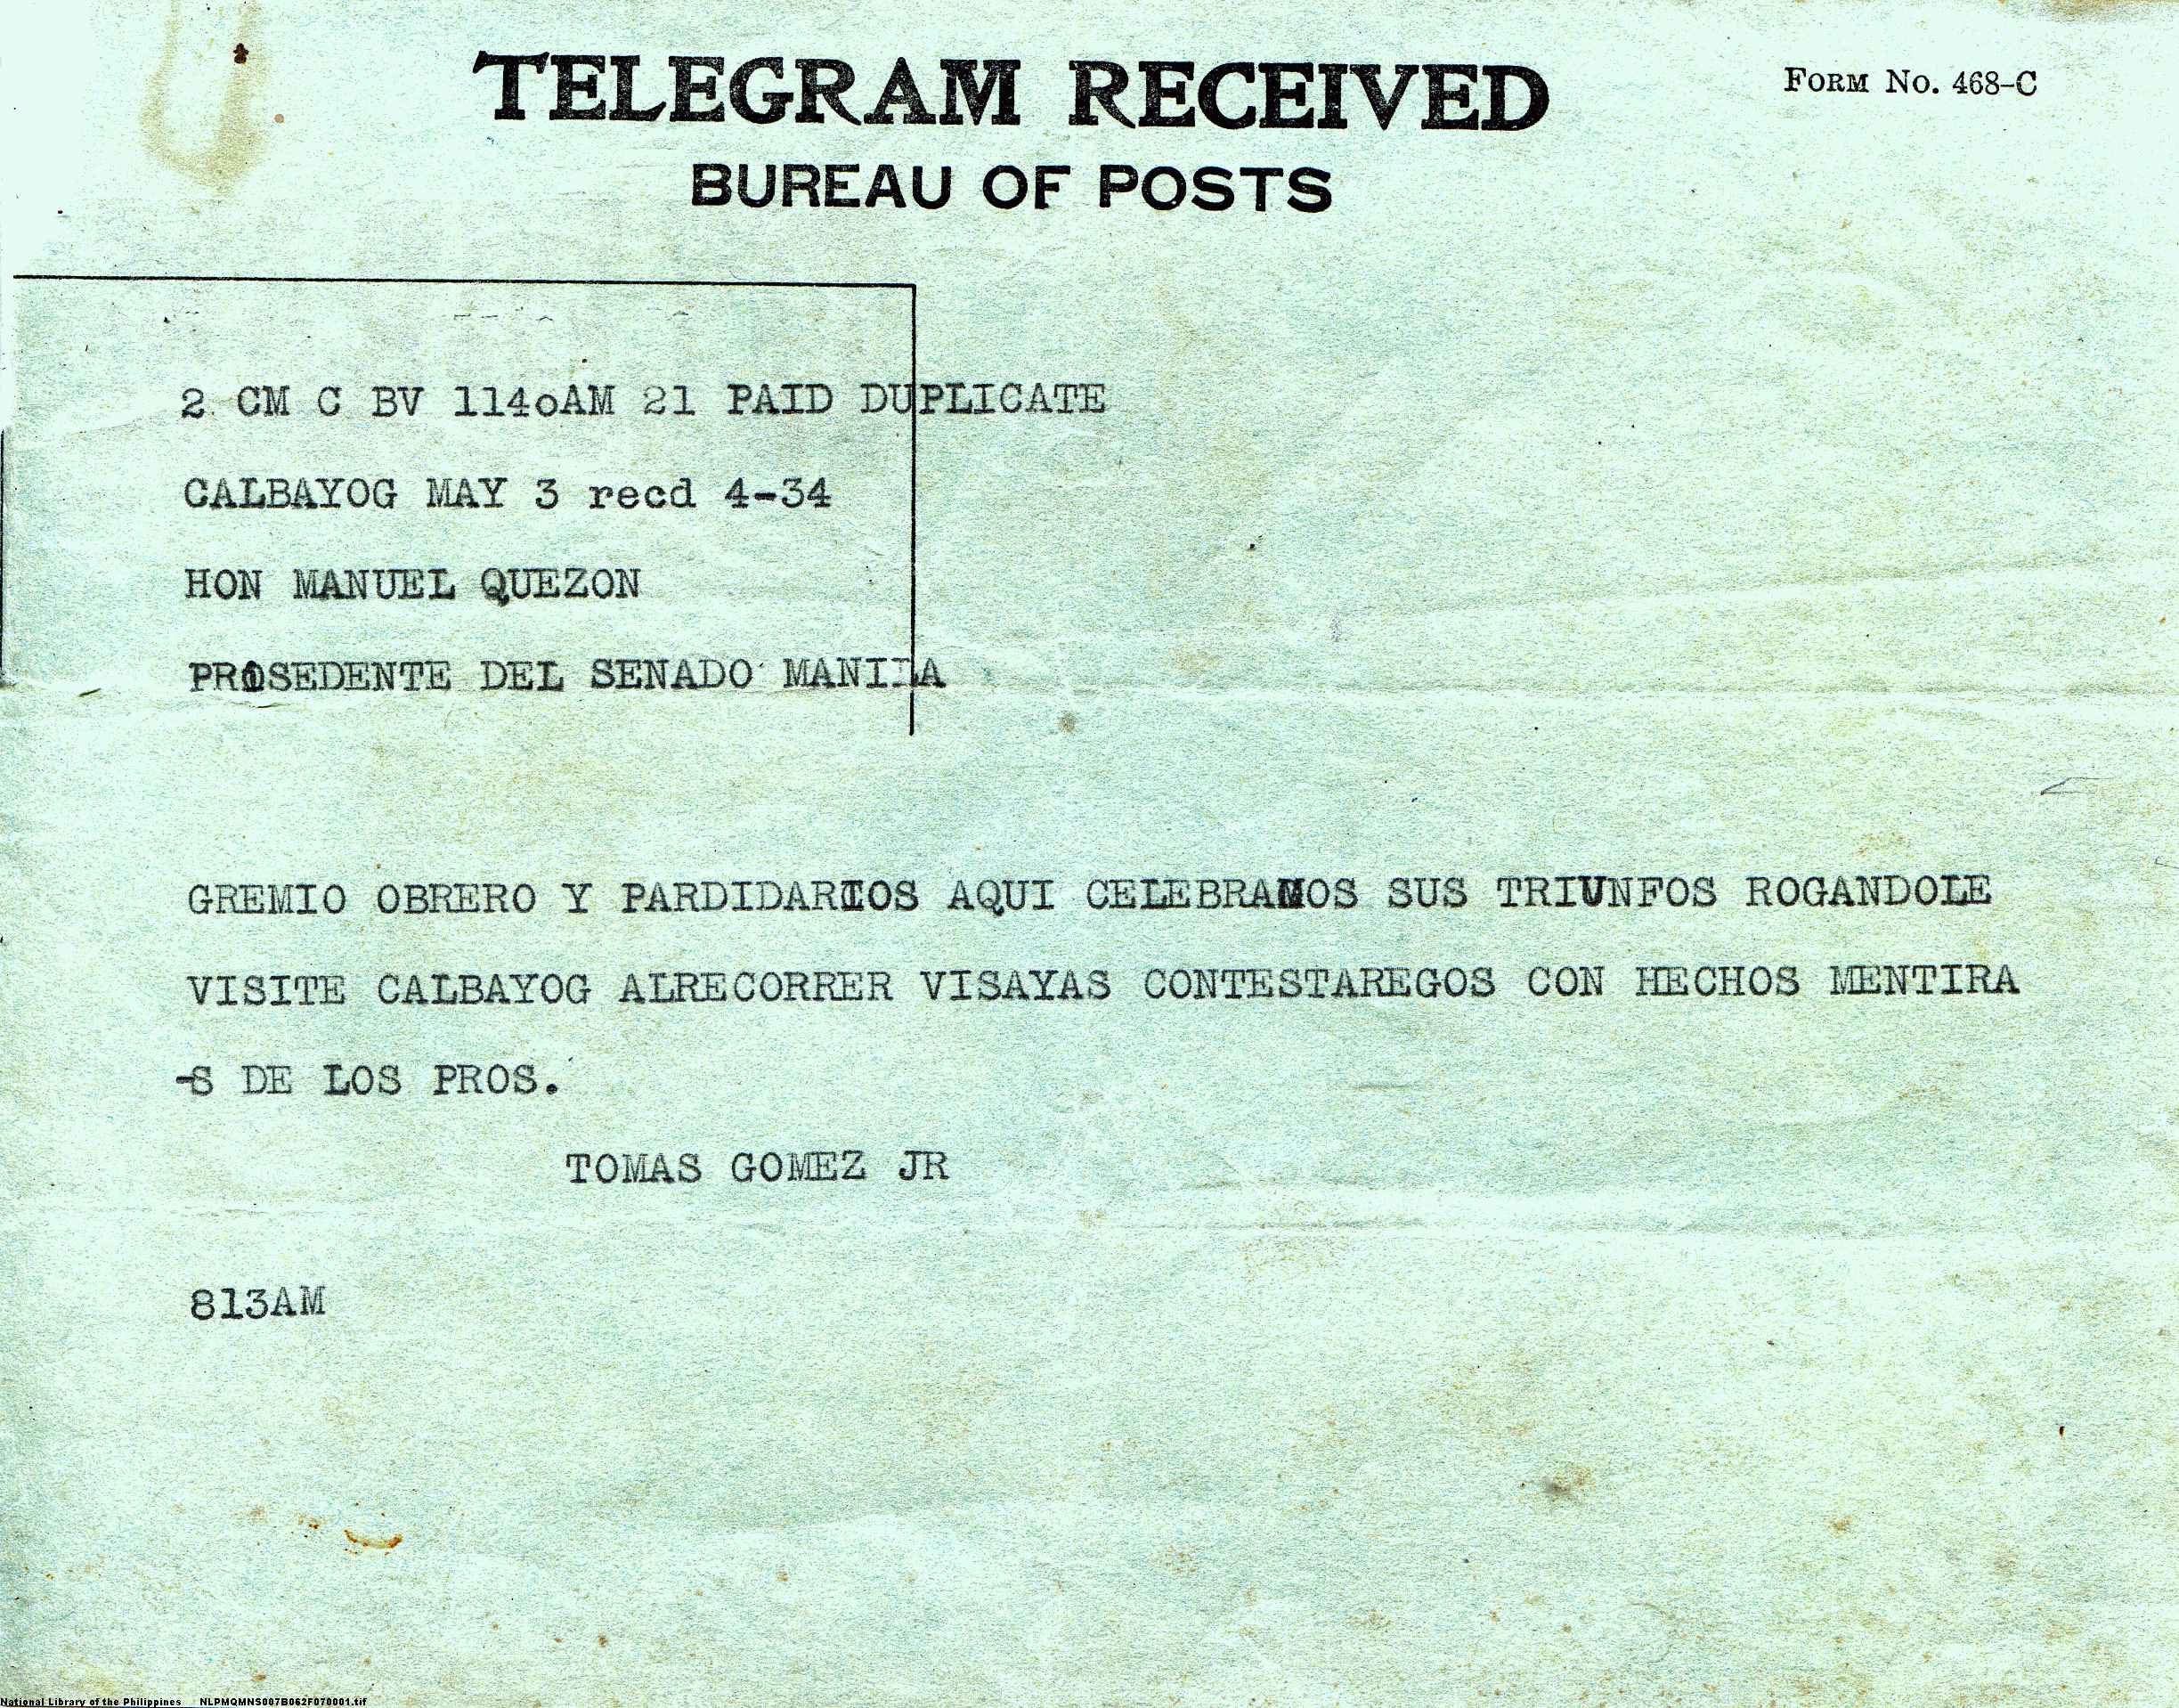 TELEGRAM RECEIVED
FORM No. 468-C
BUREAU OF POSTS
2 CM C BV 1140AM 21 PAID DUPLICATE
CALBAYOG MAY 3 recd 4-34
HON MANUEL QUEZON
PRISEDENTE DEL SENADO MANILA
GREMIO OBRERO Y PARDIDARIOS AQUI CELEBRAMOS SUS TRIUNFOS ROGANDOLE
VISITE CALBAYOG ALRECORRER VISAYAS CONTESTAREGOS CON HECHOS MENTIRA
-S DE LOS PROS.
TOMAS GOMEZ JR
813AM
National Library of the Philippines NLPMQMNS007B062F070001.tif